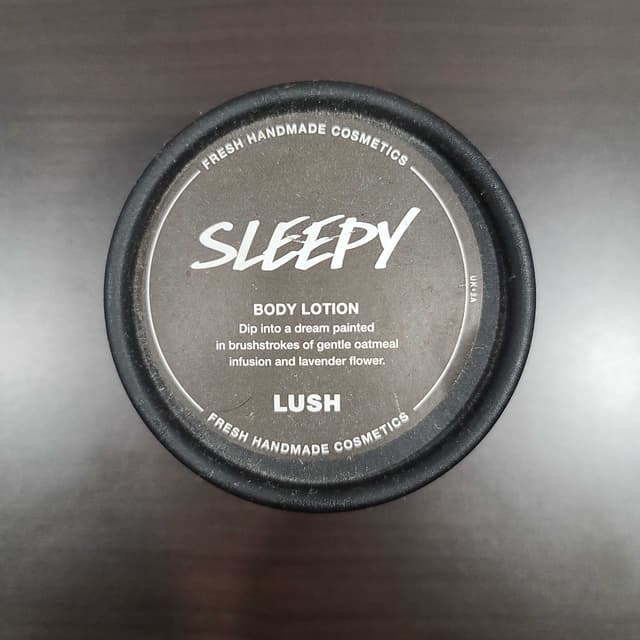 FRESH HANDMADE COSMETICS
SLEEPY
BODY LOTION
Dip into a dream painted
in brushstrokes of gentle oatmeal
infusion and lavender flower.
LUSH
FRESH HANDMADE COSMETICS